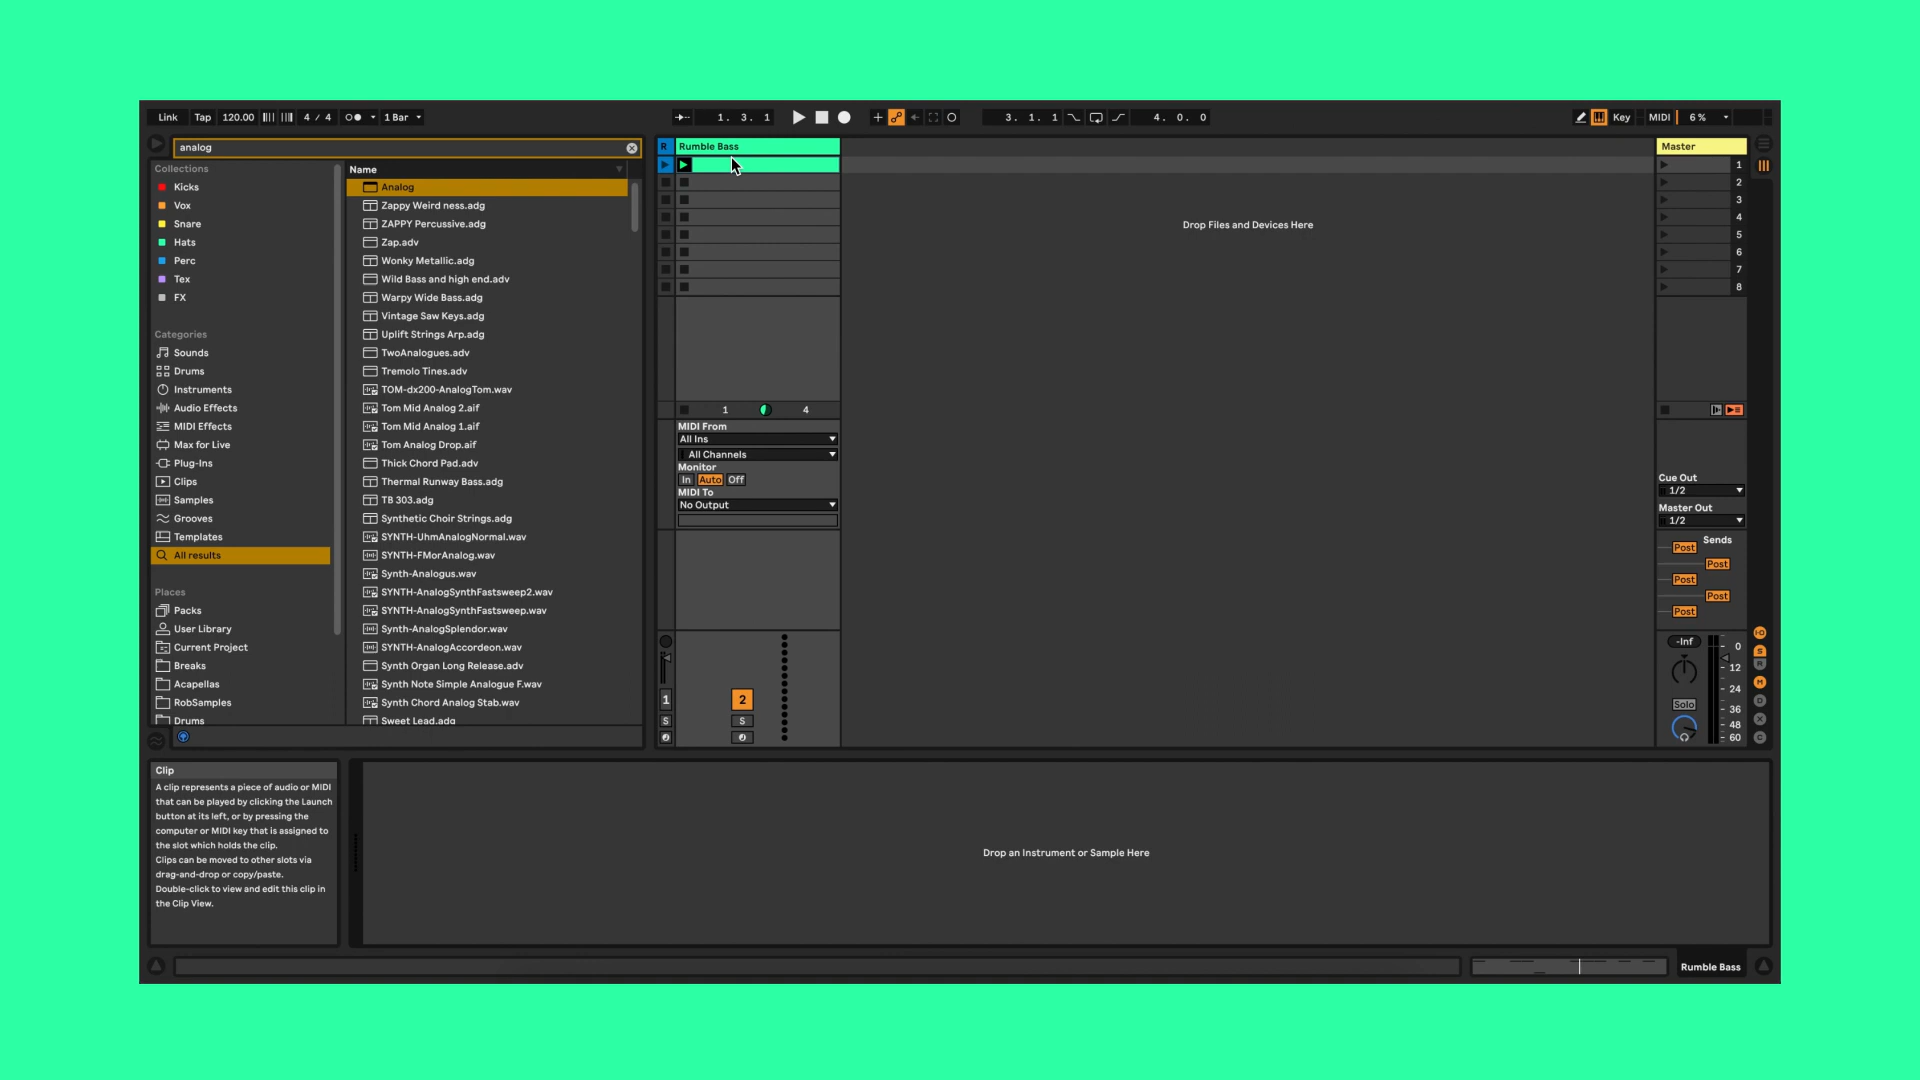 Link Tap 120.00 4 / 4 1 Bar 1. 3. 1 3. 1. 1 4. 0. 0 Key MIDI 6 %
analog
Collections
Kicks
Vox
Snare
Hats
Perc
Tex
FX
Categories
Sounds
Drums
Instruments
Audio Effects
MIDI Effects
Max for Live
Plug-Ins
Clips
Samples
Grooves
Templates
All results
Places
Packs
User Library
Current Project
Breaks
Acapellas
RobSamples
Drums
Name
Analog
Zappy Weird ness.adg
ZAPPY Percussive.adg
Zap.adv
Wonky Metallic.adg
Wild Bass and high end.adv
Warpy Wide Bass.adg
Vintage Saw Keys.adg
Uplift Strings Arp.adg
TwoAnalogues.adv
Tremolo Tines.adv
TOM-dx200-AnalogTom.wav
Tom Mid Analog 2.aif
Tom Mid Analog 1.aif
Tom Analog Drop.aif
Thick Chord Pad.adv
Thermal Runway Bass.adg
TB 303.adg
Synthetic Choir Strings.adg
SYNTH-UhmAnalogNormal.wav
SYNTH-FMorAnalog.wav
Synth-Analogus.wav
SYNTH-AnalogSynthFastsweep2.wav
SYNTH-AnalogSynthFastsweep.wav
Synth-AnalogSplendor.wav
SYNTH-AnalogAccordeon.wav
Synth Organ Long Release.adv
Synth Note Simple Analogue F.wav
Synth Chord Analog Stab.wav
Sweet Lead.adg
R Rumble Bass
1 4
MIDI From
All Ins
All Channels
Monitor
In Auto Off
MIDI To
No Output
1 2
S S
Drop Files and Devices Here
Master
1
2
3
4
5
6
7
8
Cue Out
1/2
Master Out
1/2
Sends
Post
Post
Post
Post
Post
-Inf 0
12
24
Solo 36
48
60
I-O
S
R
M
D
X
C
Clip
A clip represents a piece of audio or MIDI
that can be played by clicking the Launch
button at its left, or by pressing the
computer or MIDI key that is assigned to
the slot which holds the clip.
Clips can be moved to other slots via
drag-and-drop or copy/paste.
Double-click to view and edit this clip in
the Clip View.
Drop an Instrument or Sample Here
Rumble Bass